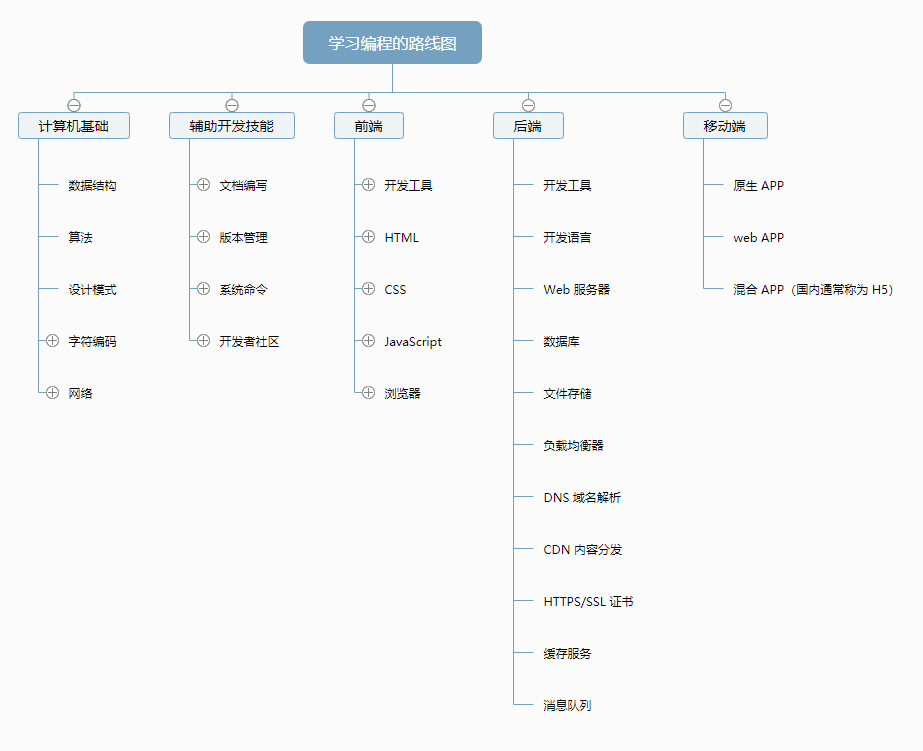 学习编程的路线图
计算机基础
数据结构
算法
设计模式
字符编码
网络
辅助开发技能
文档编写
版本管理
系统命令
开发者社区
前端
开发工具
HTML
CSS
JavaScript
浏览器
后端
开发工具
开发语言
Web 服务器
数据库
文件存储
负载均衡器
DNS 域名解析
CDN 内容分发
HTTPS/SSL 证书
缓存服务
消息队列
移动端
原生 APP
web APP
混合 APP（国内通常称为 H5）